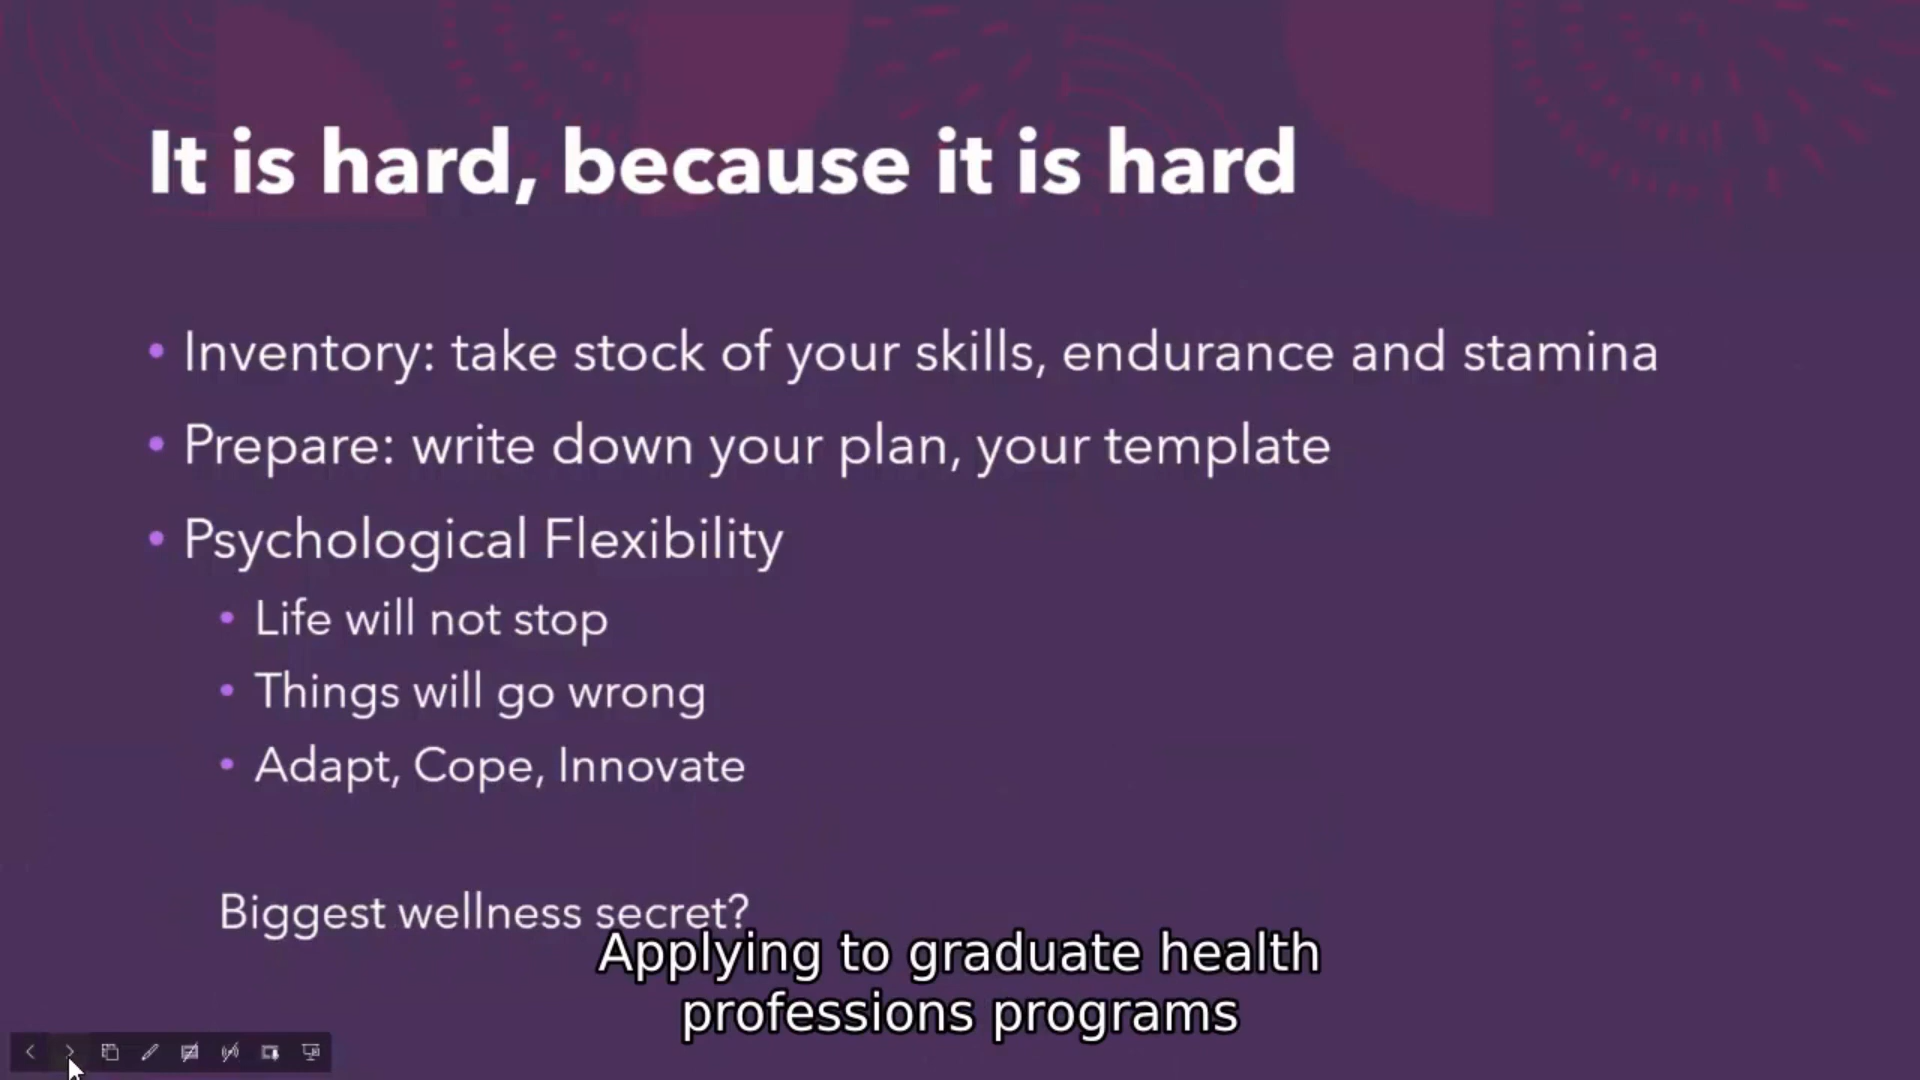 It is hard, because it is hard
• Inventory: take stock of your skills, endurance and stamina
• Prepare: write down your plan, your template
• Psychological Flexibility
• Life will not stop
• Things will go wrong
• Adapt, Cope, Innovate
Biggest wellness secret?
Applying to graduate health
professions programs